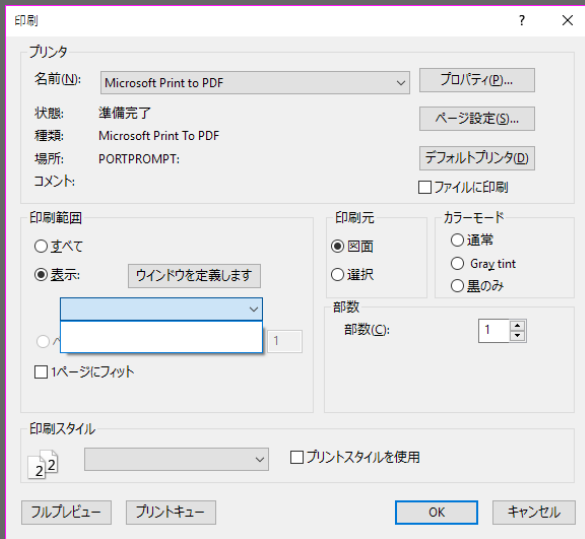 印刷
?
×
プリンタ
名前(N): Microsoft Print to PDF プロパティ(P)...
状態: 準備完了 ページ設定(S)...
種類: Microsoft Print To PDF
場所: PORTPROMPT: デフォルトプリンタ(D)
コメント: ファイルに印刷
印刷範囲
すべて
表示: ウインドウを定義します
1
1ページにフィット
印刷元
図面
選択
カラーモード
通常
Gray tint
黒のみ
部数
部数(C): 1
印刷スタイル
22
プリントスタイルを使用
フルプレビュー プリントキュー OK キャンセル